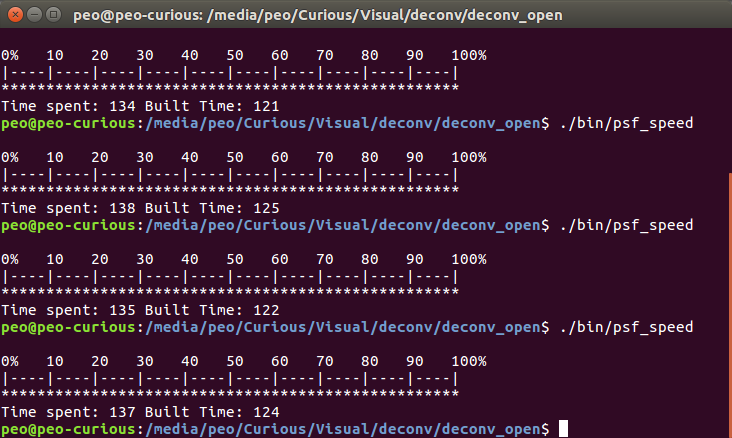 peo@peo-curious: /media/peo/Curious/Visual/deconv/deconv_open
0%   10   20   30   40   50   60   70   80   90   100%
|----|----|----|----|----|----|----|----|----|----|
***************************************************
Time spent: 134 Built Time: 121
peo@peo-curious:/media/peo/Curious/Visual/deconv/deconv_open$ ./bin/psf_speed
0%   10   20   30   40   50   60   70   80   90   100%
|----|----|----|----|----|----|----|----|----|----|
***************************************************
Time spent: 138 Built Time: 125
peo@peo-curious:/media/peo/Curious/Visual/deconv/deconv_open$ ./bin/psf_speed
0%   10   20   30   40   50   60   70   80   90   100%
|----|----|----|----|----|----|----|----|----|----|
***************************************************
Time spent: 135 Built Time: 122
peo@peo-curious:/media/peo/Curious/Visual/deconv/deconv_open$ ./bin/psf_speed
0%   10   20   30   40   50   60   70   80   90   100%
|----|----|----|----|----|----|----|----|----|----|
***************************************************
Time spent: 137 Built Time: 124
peo@peo-curious:/media/peo/Curious/Visual/deconv/deconv_open$